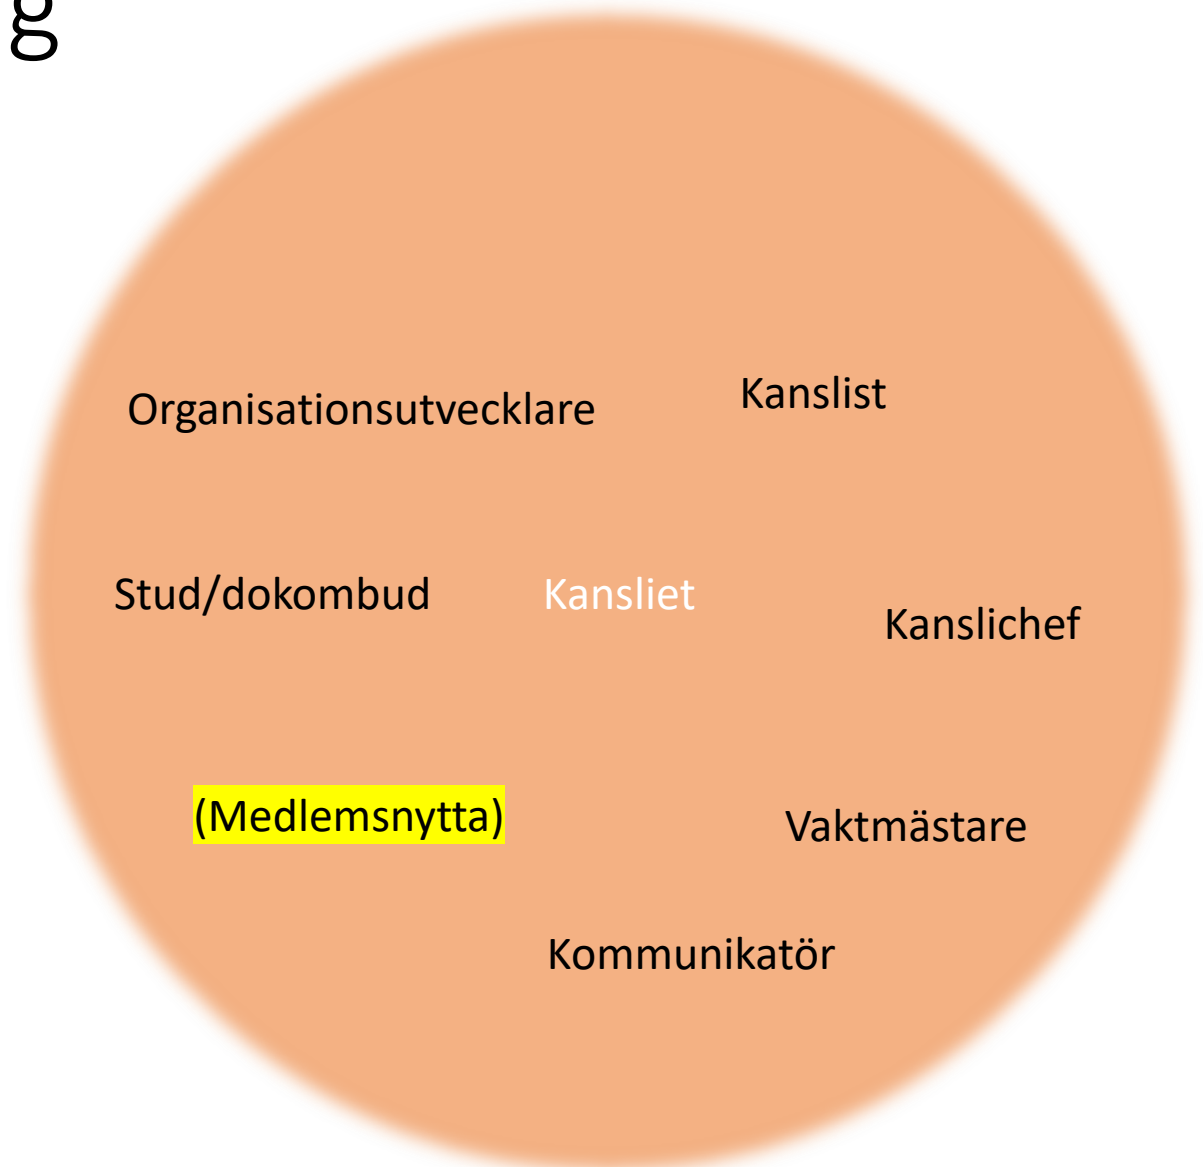 g
Organisationsutvecklare
Kanslist
Stud/dokombud
Kansliet
Kanslichef
(Medlemsnytta)
Vaktmästare
Kommunikatör